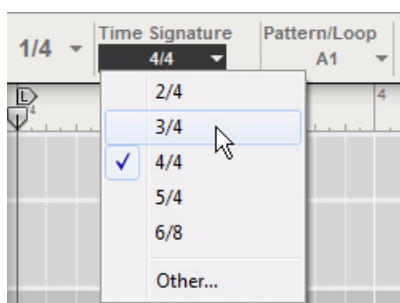 Time Signature Pattern/Loop
1/4 4/4 A1
L 4 4
2/4
3/4
✓ 4/4
5/4
6/8
Other...